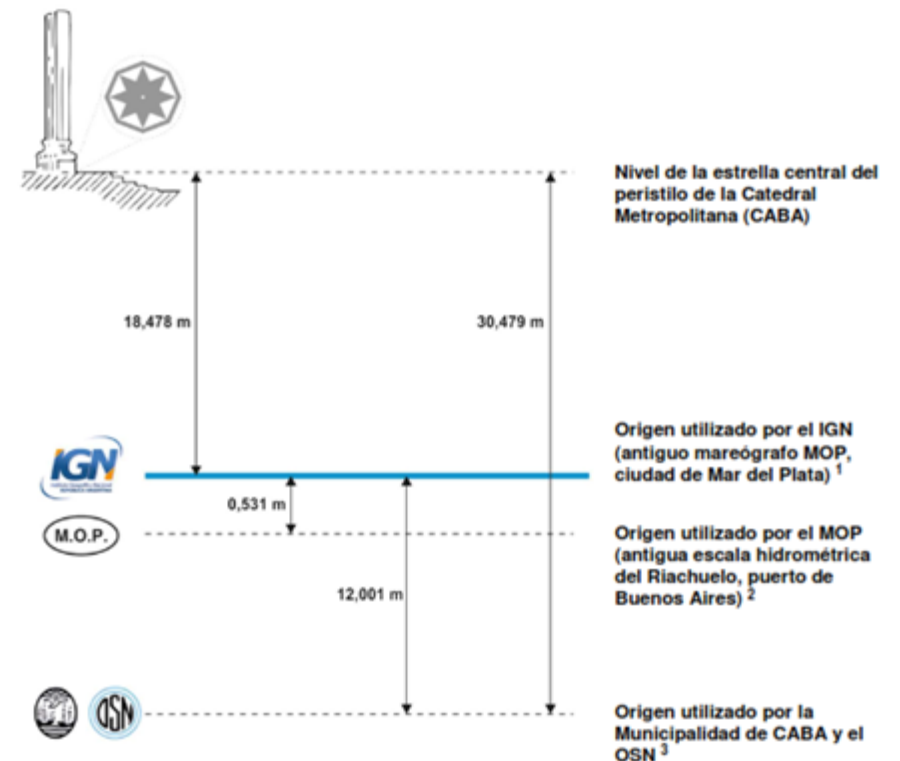 Nivel de la estrella central del
peristilo de la Catedral
Metropolitana (CABA)
18,478 m
30,479 m
Origen utilizado por el IGN
(antiguo mareógrafo MOP,
ciudad de Mar del Plata) 1
IGN
0,531 m
M.O.P.
Origen utilizado por el MOP
(antigua escala hidrométrica
del Riachuelo, puerto de
Buenos Aires) 2
12,001 m
OSN
Origen utilizado por la
Municipalidad de CABA y el
OSN 3